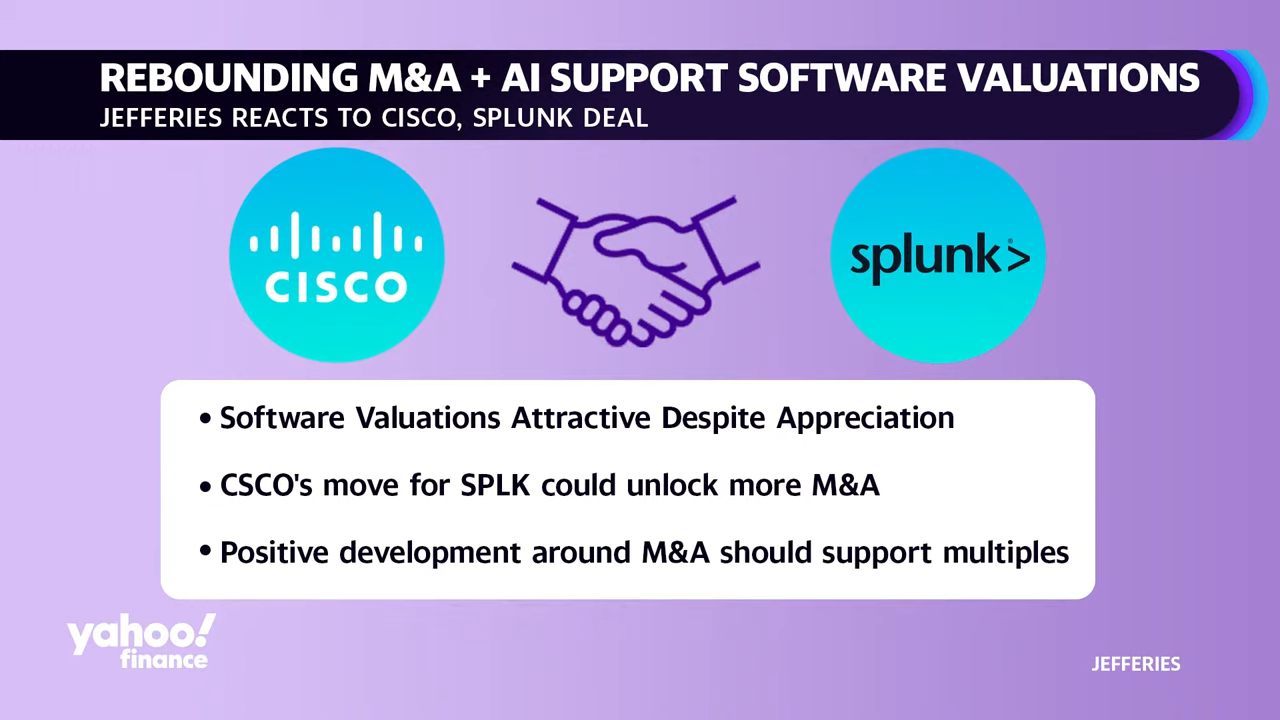 REBOUNDING M&A + AI SUPPORT SOFTWARE VALUATIONS
JEFFERIES REACTS TO CISCO, SPLUNK DEAL
CISCO
splunk>®
• Software Valuations Attractive Despite Appreciation
• CSCO's move for SPLK could unlock more M&A
• Positive development around M&A should support multiples
yahoo!
finance
JEFFERIES